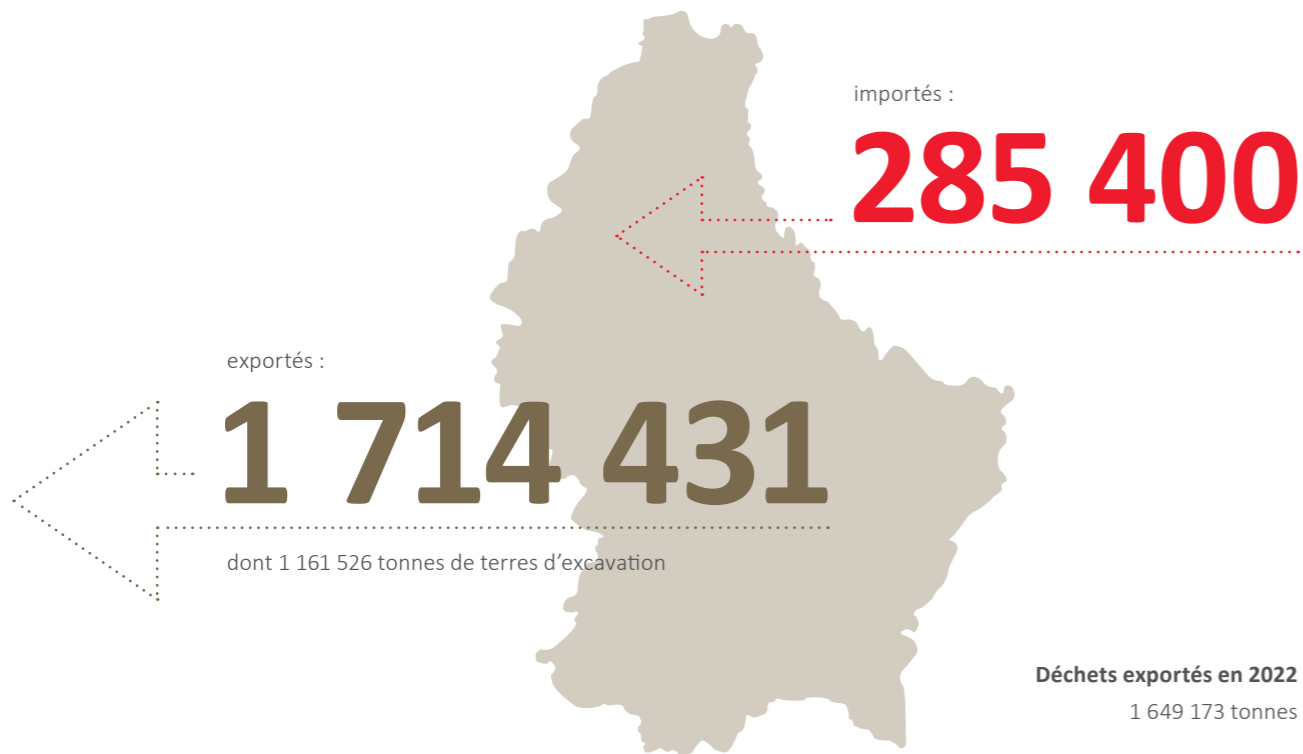 importés :
285 400
exportés :
1 714 431
dont 1 161 526 tonnes de terres d’excavation
Déchets exportés en 2022
1 649 173 tonnes